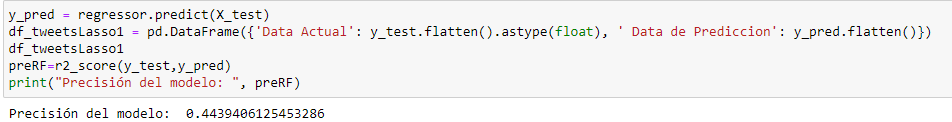 y_pred = regressor.predict(X_test)
df_tweetsLasso1 = pd.DataFrame({'Data Actual': y_test.flatten().astype(float), ' Data de Prediccion': y_pred.flatten()})
df_tweetsLasso1
preRF=r2_score(y_test,y_pred)
print("Precisión del modelo: ", preRF)
Precisión del modelo:  0.4439406125453286